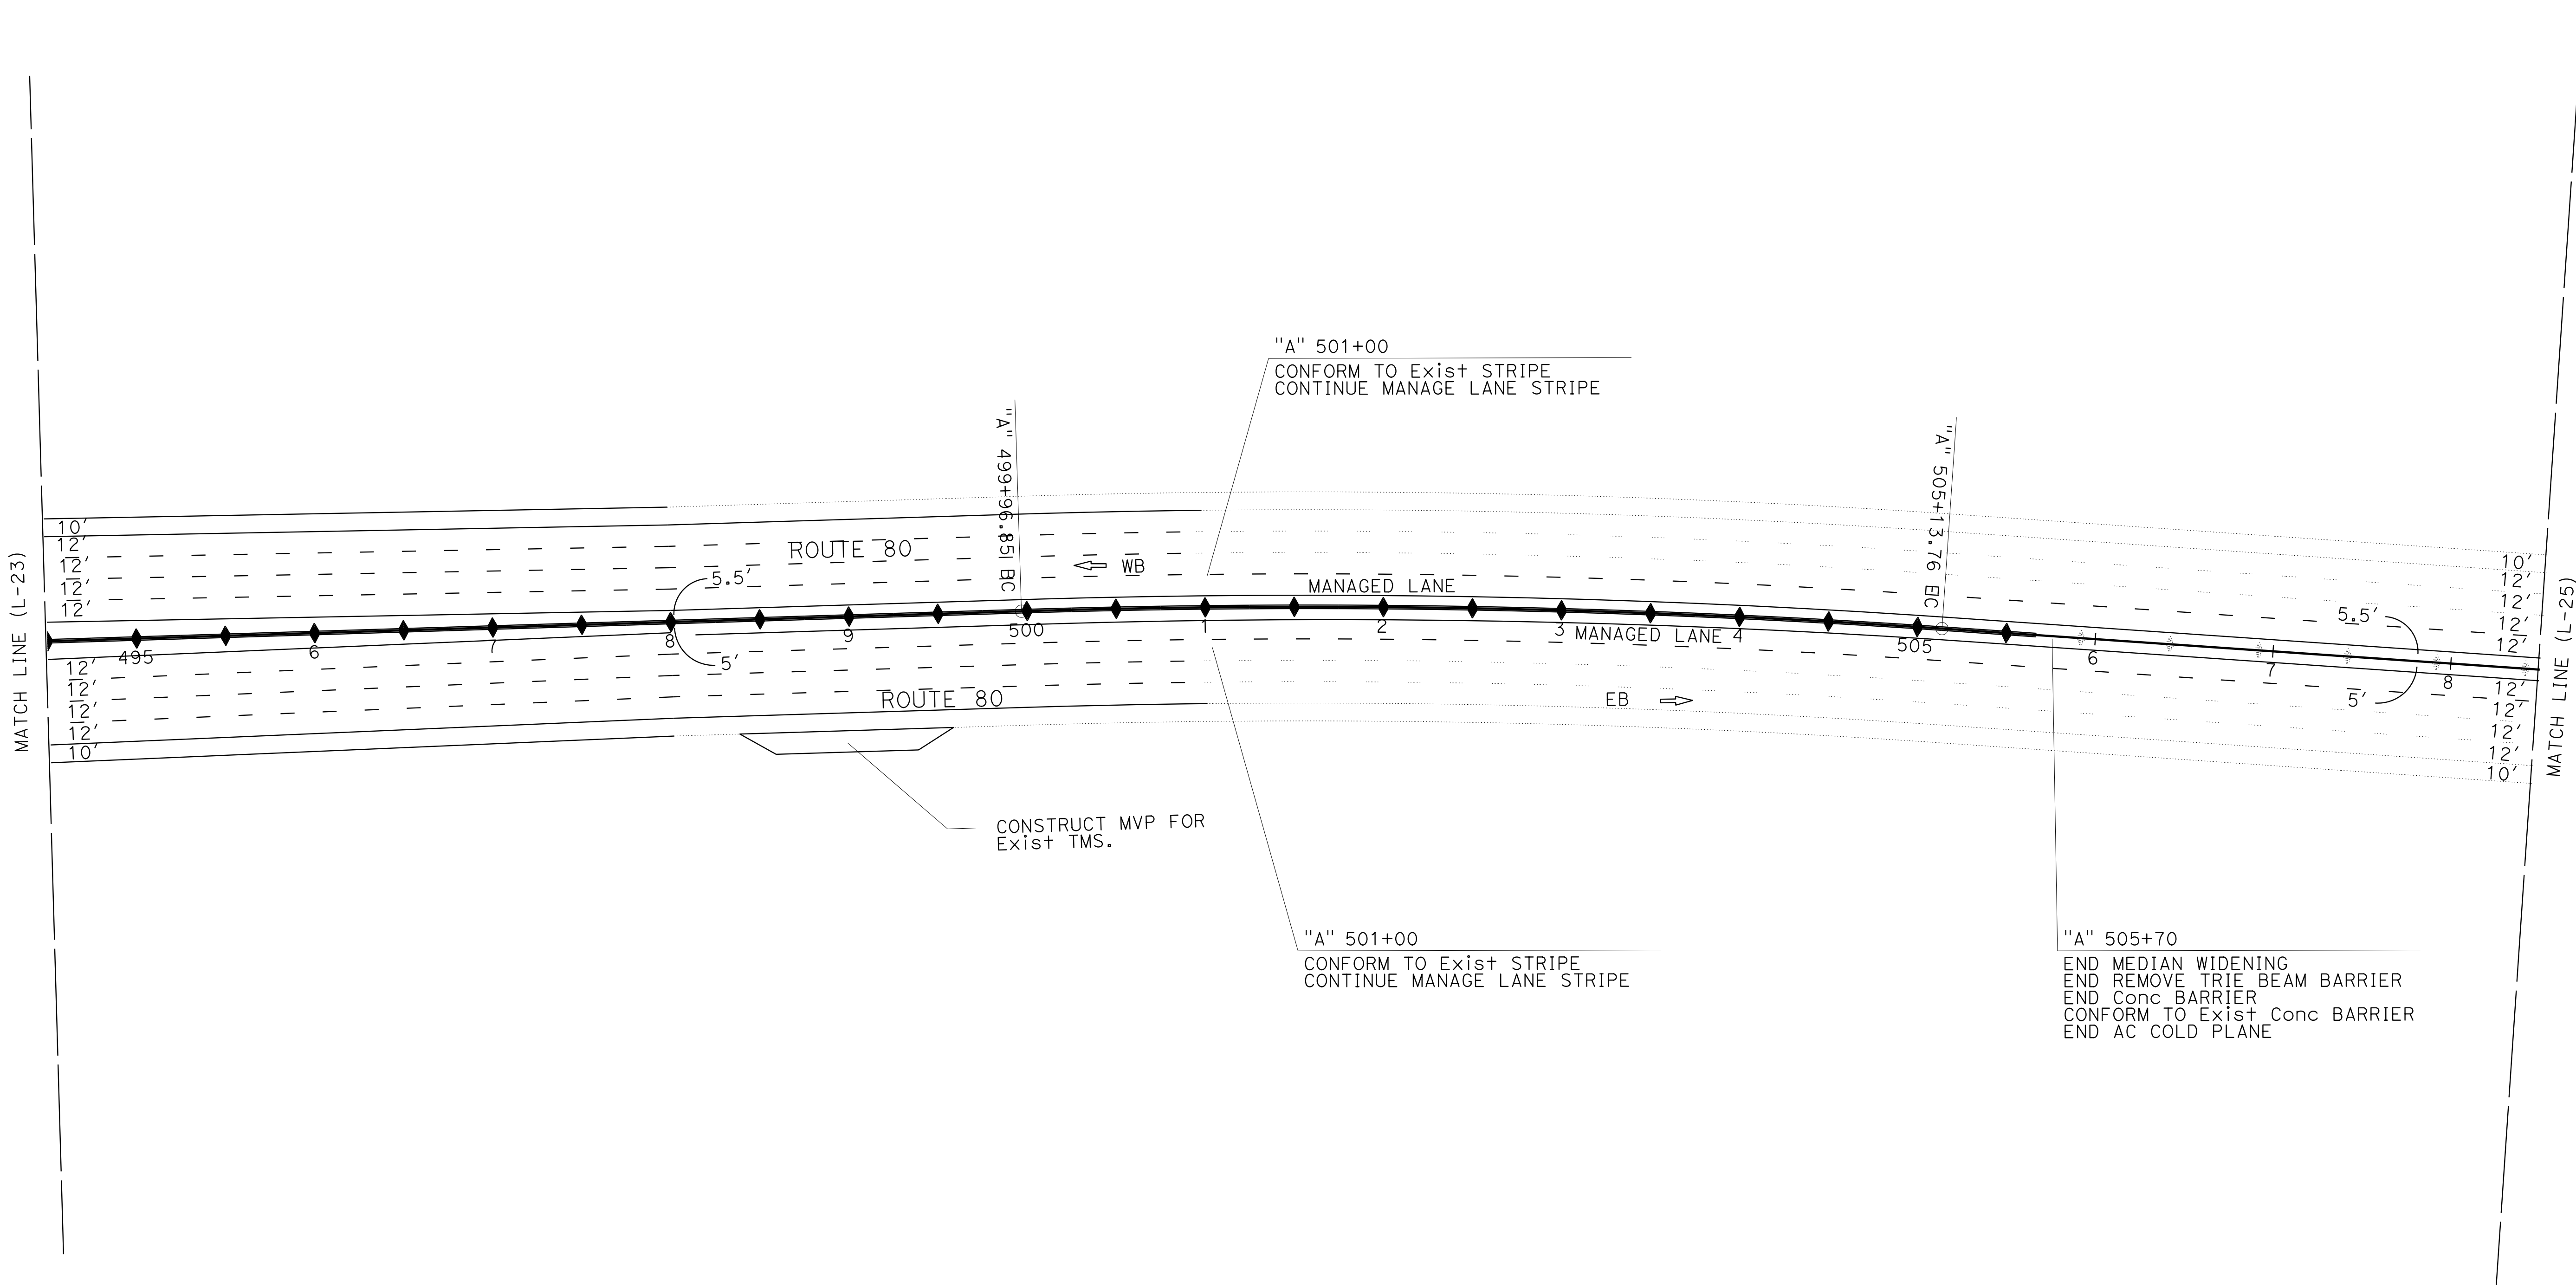 "A" 501+00
CONFORM TO Exist STRIPE
CONTINUE MANAGE LANE STRIPE
"A" 499+96.85 BC
"A" 505+13.76 EC
MATCH LINE (L-23)
10'
12'
12'
12'
12'
ROUTE 80
5.5'
WB
MANAGED LANE
495
6
7
8
9
500
1
2
3
4
505
6
7
8
MANAGED LANE
5'
12'
12'
12'
12'
10'
ROUTE 80
EB
5.5'
5'
10'
12'
12'
12'
12'
12'
12'
12'
12'
10'
MATCH LINE (L-25)
CONSTRUCT MVP FOR
Exist TMS.
"A" 501+00
CONFORM TO Exist STRIPE
CONTINUE MANAGE LANE STRIPE
"A" 505+70
END MEDIAN WIDENING
END REMOVE TRIE BEAM BARRIER
END Conc BARRIER
CONFORM TO Exist Conc BARRIER
END AC COLD PLANE